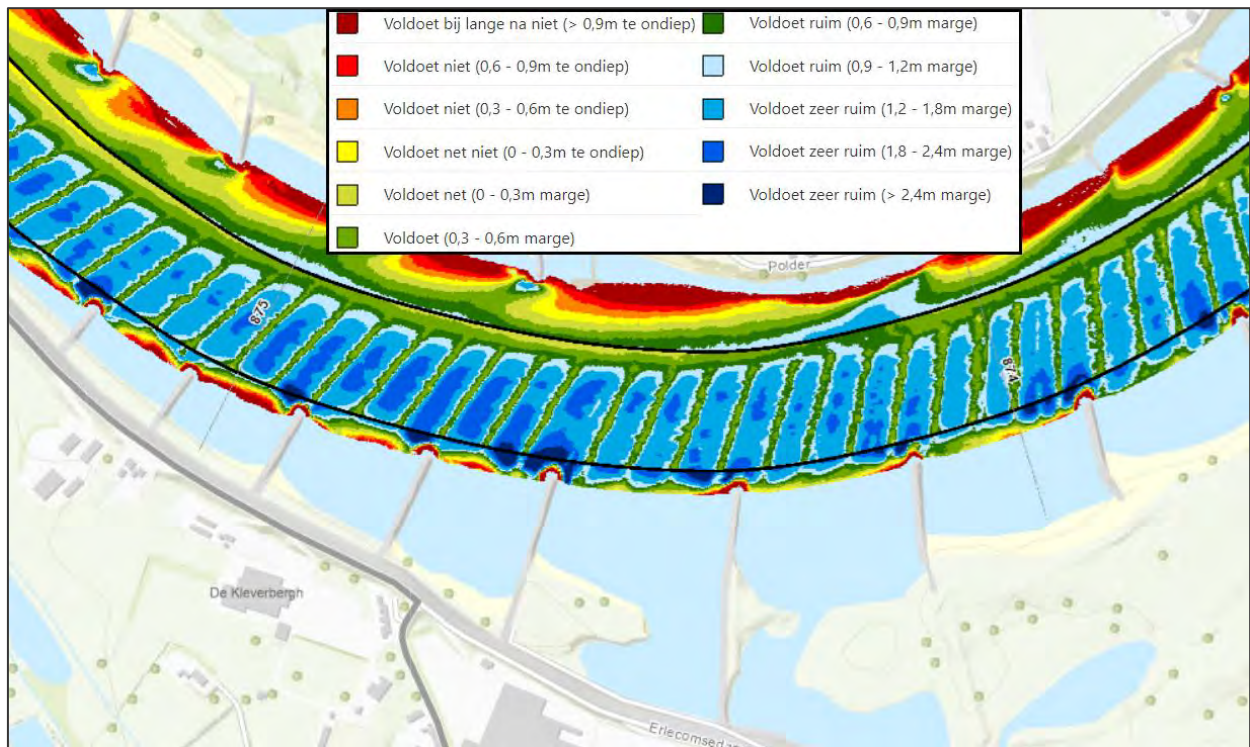 Voldoet bij lange na niet (> 0,9m te ondiep)
Voldoet niet (0,6 - 0,9m te ondiep)
Voldoet niet (0,3 - 0,6m te ondiep)
Voldoet net niet (0 - 0,3m te ondiep)
Voldoet net (0 - 0,3m marge)
Voldoet (0,3 - 0,6m marge)
Voldoet ruim (0,6 - 0,9m marge)
Voldoet ruim (0,9 - 1,2m marge)
Voldoet zeer ruim (1,2 - 1,8m marge)
Voldoet zeer ruim (1,8 - 2,4m marge)
Voldoet zeer ruim (> 2,4m marge)
Polder
875
874
De Kleverbergh